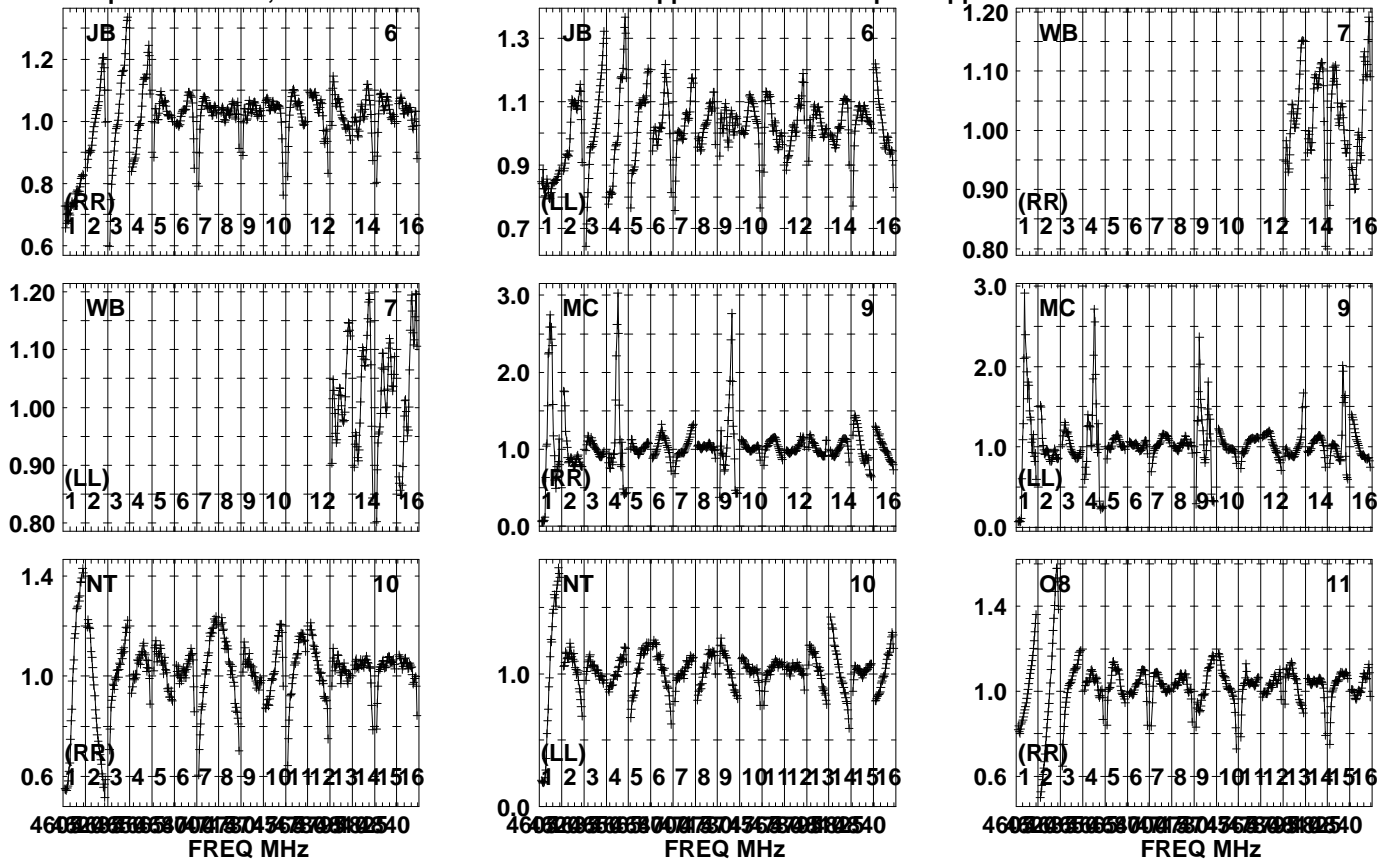 JB 6
1.2
1.0
0.8
0.6
(RR)
1 2 3 4 5 6 7 8 9 10 12 14 16
JB 6
1.3
1.1
0.9
0.7
(LL)
1 2 3 4 5 6 7 8 9 10 12 14 16
WB 7
1.20
1.10
1.00
0.90
0.80
(RR)
1 2 3 4 5 6 7 8 9 10 12 14 16
WB 7
1.20
1.10
1.00
0.90
0.80
(LL)
1 2 3 4 5 6 7 8 9 10 12 14 16
MC 9
3.0
2.0
1.0
0.0
(RR)
1 2 3 4 5 6 7 8 9 10 12 14 16
MC 9
3.0
2.0
1.0
0.0
(LL)
1 2 3 4 5 6 7 8 9 10 12 14 16
NT 10
1.4
1.0
0.6
(RR)
1 2 3 4 5 6 7 8 9 10 11 12 13 14 15 16
FREQ MHz
NT 10
1.0
0.0
(LL)
1 2 3 4 5 6 7 8 9 10 11 12 13 14 15 16
FREQ MHz
O8 11
1.4
1.0
0.6
(RR)
1 2 3 4 5 6 7 8 9 10 11 12 13 14 15 16
FREQ MHz